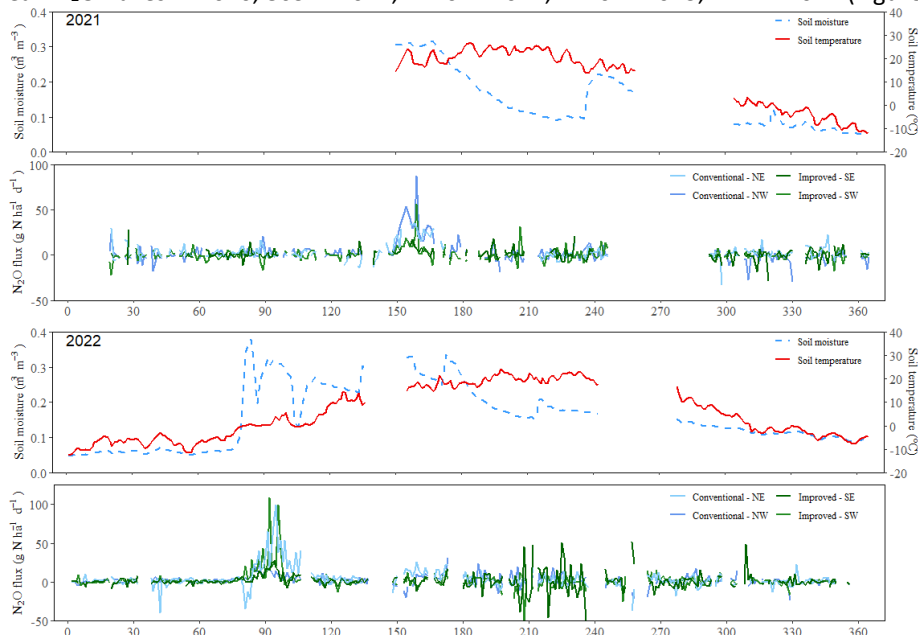 2021
0.4
0.3
0.2
0.1
0.0
Soil moisture (m³ m⁻³)
Soil moisture
Soil temperature
40
30
20
10
0
-10
-20
Soil temperature (°C)
100
50
0
-50
N₂O flux (g N ha⁻¹ d⁻¹)
Conventional - NE
Improved - SE
Conventional - NW
Improved - SW
0 30 60 90 120 150 180 210 240 270 300 330 360
2022
0.4
0.3
0.2
0.1
0.0
Soil moisture (m³ m⁻³)
Soil moisture
Soil temperature
40
30
20
10
0
-10
-20
Soil temperature (°C)
100
50
0
-50
N₂O flux (g N ha⁻¹ d⁻¹)
Conventional - NE
Improved - SE
Conventional - NW
Improved - SW
0 30 60 90 120 150 180 210 240 270 300 330 360